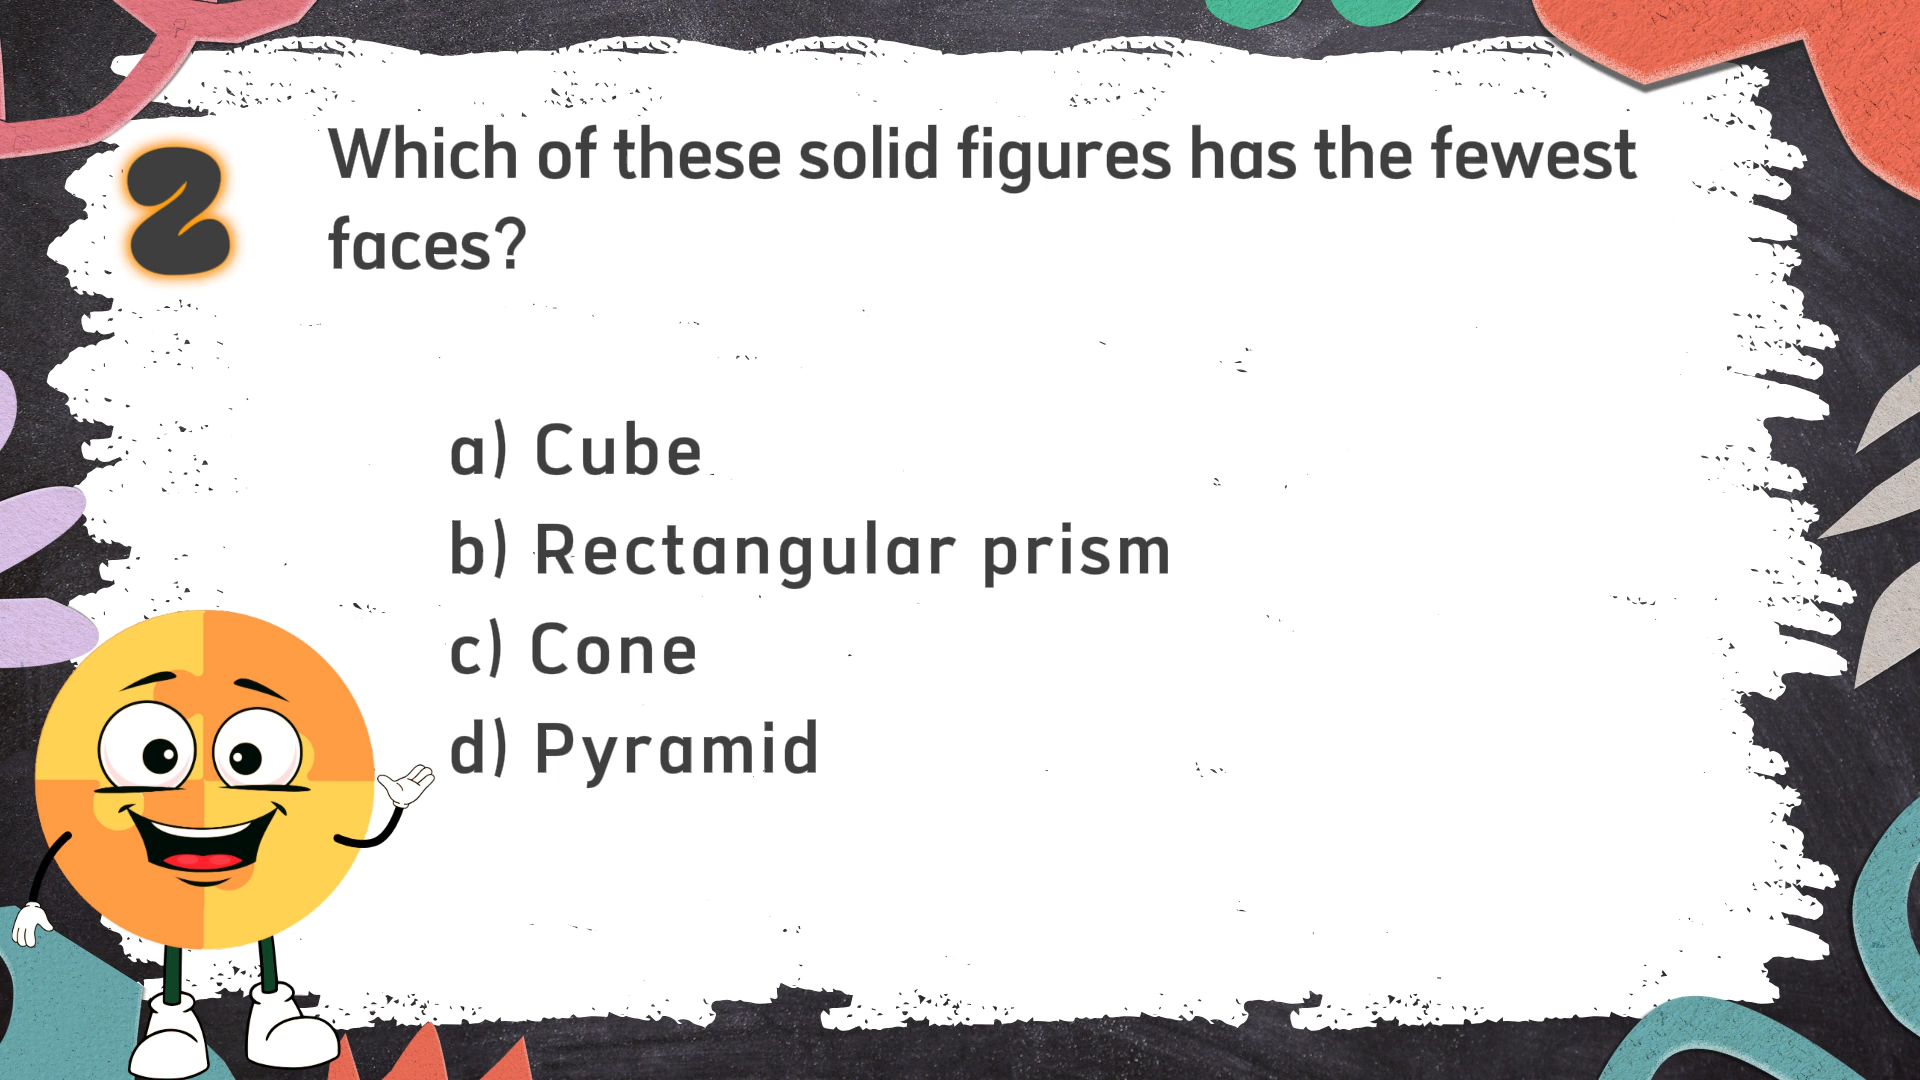 2
Which of these solid figures has the fewest
faces?
a) Cube
b) Rectangular prism
c) Cone
d) Pyramid